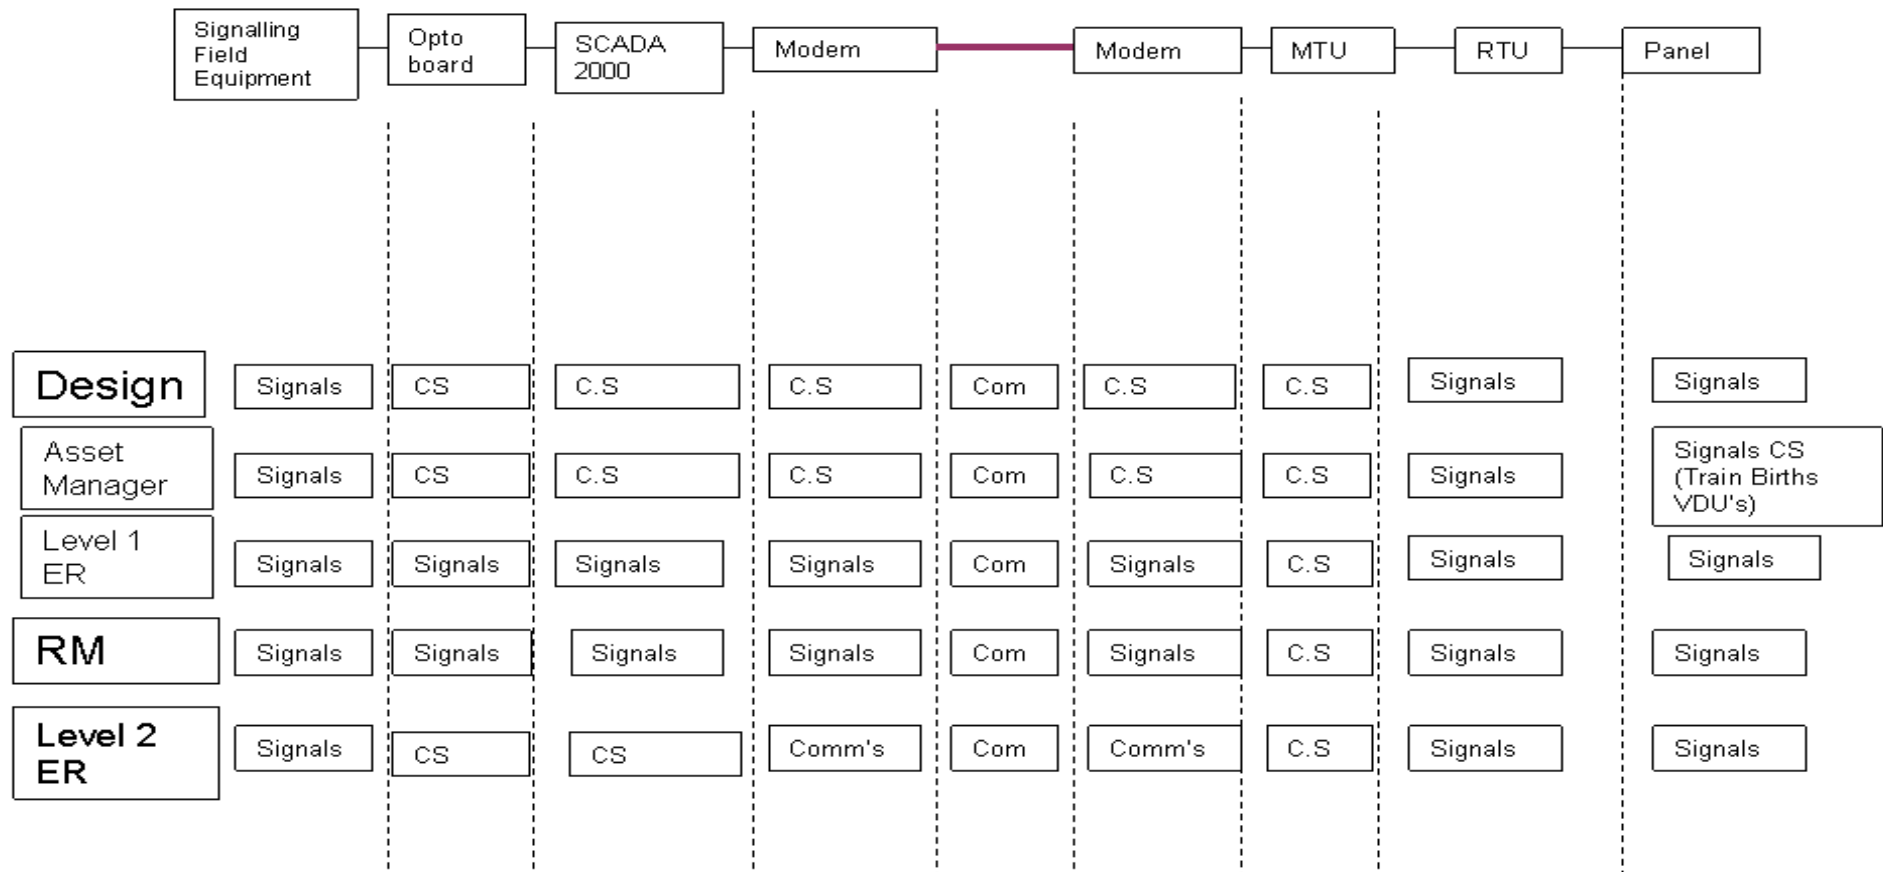 Signalling
Field
Equipment
Opto
board
SCADA
2000
Modem
Modem
MTU
RTU
Panel
Design
Signals
CS
C.S
C.S
Com
C.S
C.S
Signals
Signals
Asset
Manager
Signals
CS
C.S
C.S
Com
C.S
C.S
Signals
Signals CS
(Train Births
VDU's)
Level 1
ER
Signals
Signals
Signals
Signals
Com
Signals
C.S
Signals
Signals
RM
Signals
Signals
Signals
Signals
Com
Signals
C.S
Signals
Signals
Level 2
ER
Signals
CS
CS
Comm's
Com
Comm's
C.S
Signals
Signals